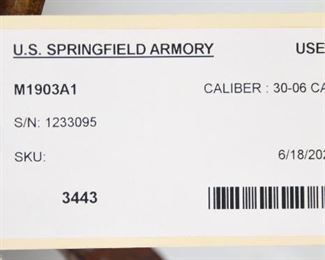 U.S. SPRINGFIELD ARMORY USE
M1903A1 CALIBER : 30-06 CA
S/N: 1233095
SKU: 6/18/202
3443